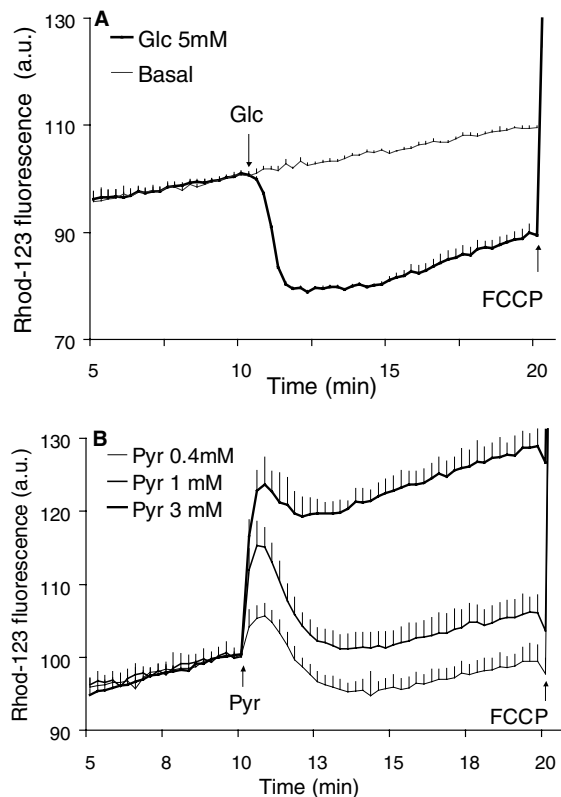 A
130
Glc 5mM
Basal
Glc
110
90
70
Rhod-123 fluorescence (a.u.)
FCCP
5
10
15
20
Time (min)
B
130
Pyr 0.4mM
Pyr 1 mM
Pyr 3 mM
120
110
100
90
Rhod-123 fluorescence (a.u.)
Pyr
FCCP
5
8
10
13
15
18
20
Time (min)